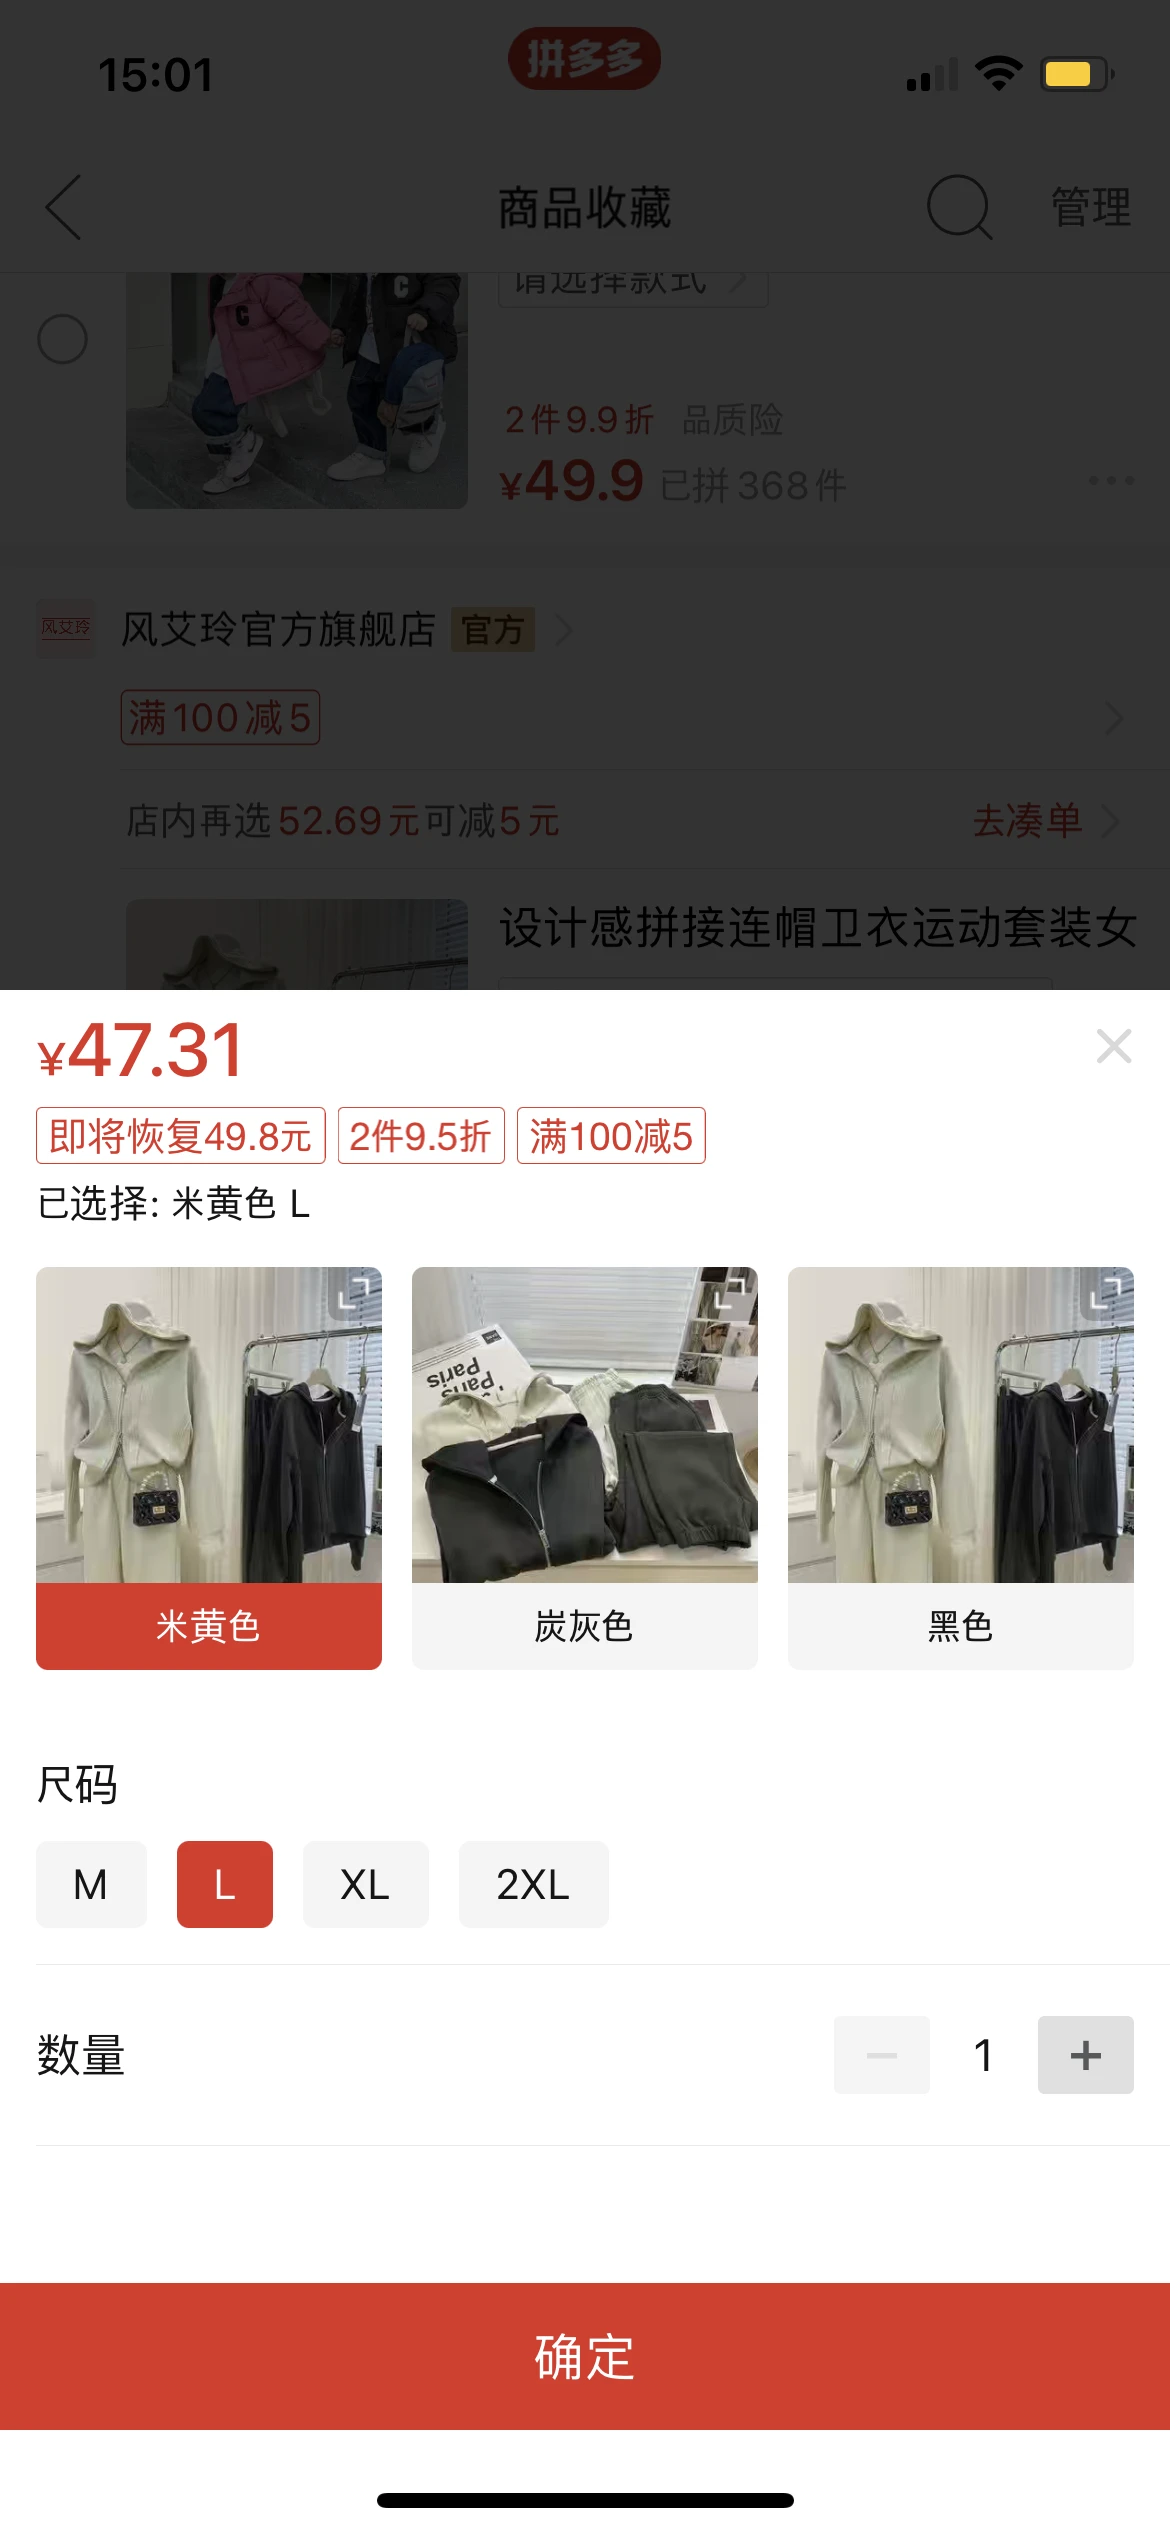 15:01
拼多多
商品收藏
管理
请选择款式
C
C
2件9.9折 品质险
¥49.9 已拼368件
风艾玲
风艾玲官方旗舰店 官方
满100减5
店内再选52.69元可减5元
去凑单
设计感拼接连帽卫衣运动套装女
¥47.31
即将恢复49.8元 2件9.5折 满100减5
已选择: 米黄色 L
Paris
Paris
米黄色
炭灰色
黑色
尺码
M L XL 2XL
数量
1
确定